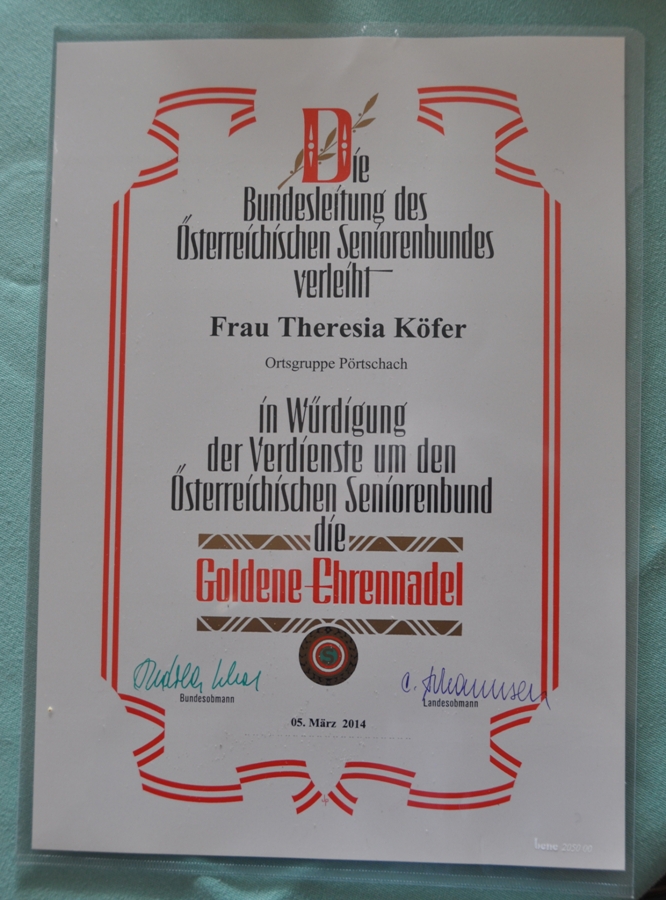 Die
Bundesleitung des
Österreichischen Seniorenbundes
verleiht
Frau Theresia Köfer
Ortsgruppe Pörtschach
in Würdigung
der Verdienste um den
Österreichischen Seniorenbund
die
Goldene Ehrennadel
Bundesobmann
Landesobmann
05. März 2014